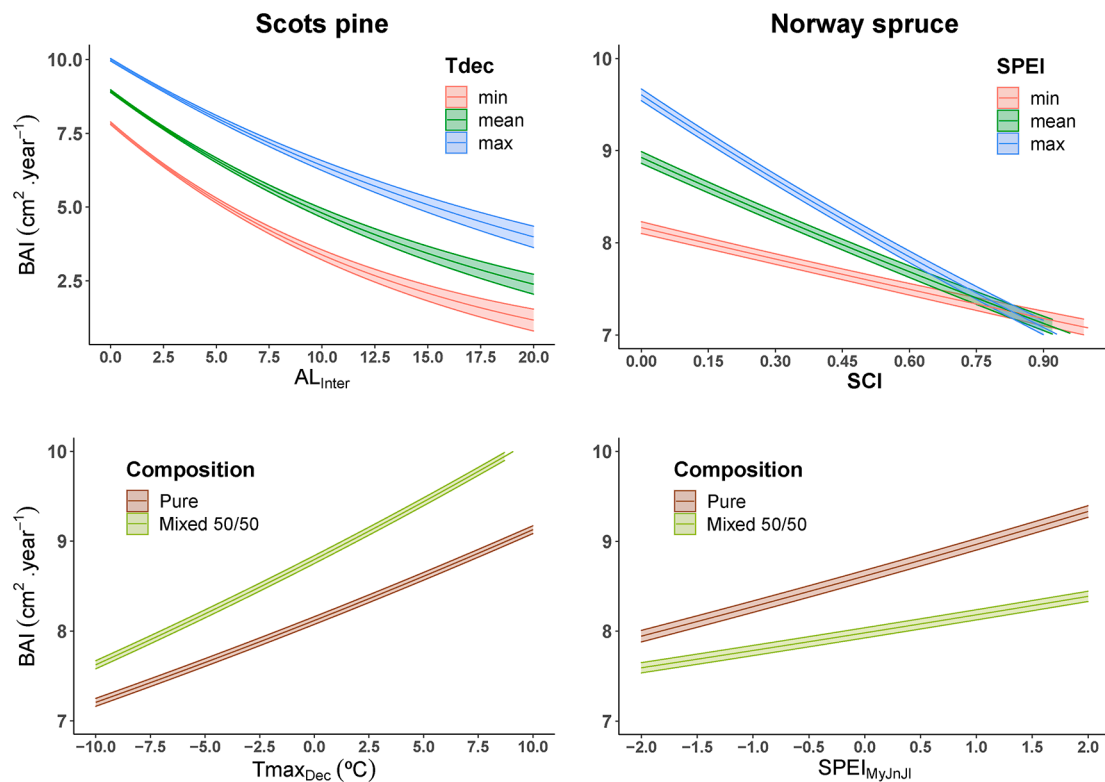 Scots pine
Norway spruce
BAI (cm² .year⁻¹)
10.0
7.5
5.0
2.5
Tdec
min
mean
max
0.0 2.5 5.0 7.5 10.0 12.5 15.0 17.5 20.0
AL_Inter
10
9
8
7
SPEI
min
mean
max
0.00 0.15 0.30 0.45 0.60 0.75 0.90
SCI
BAI (cm² .year⁻¹)
10
9
8
7
Composition
Pure
Mixed 50/50
−10.0 −7.5 −5.0 −2.5 0.0 2.5 5.0 7.5 10.0
Tmax_Dec (ºC)
10
9
8
7
Composition
Pure
Mixed 50/50
−2.0 −1.5 −1.0 −0.5 0.0 0.5 1.0 1.5 2.0
SPEI_MyJnJl